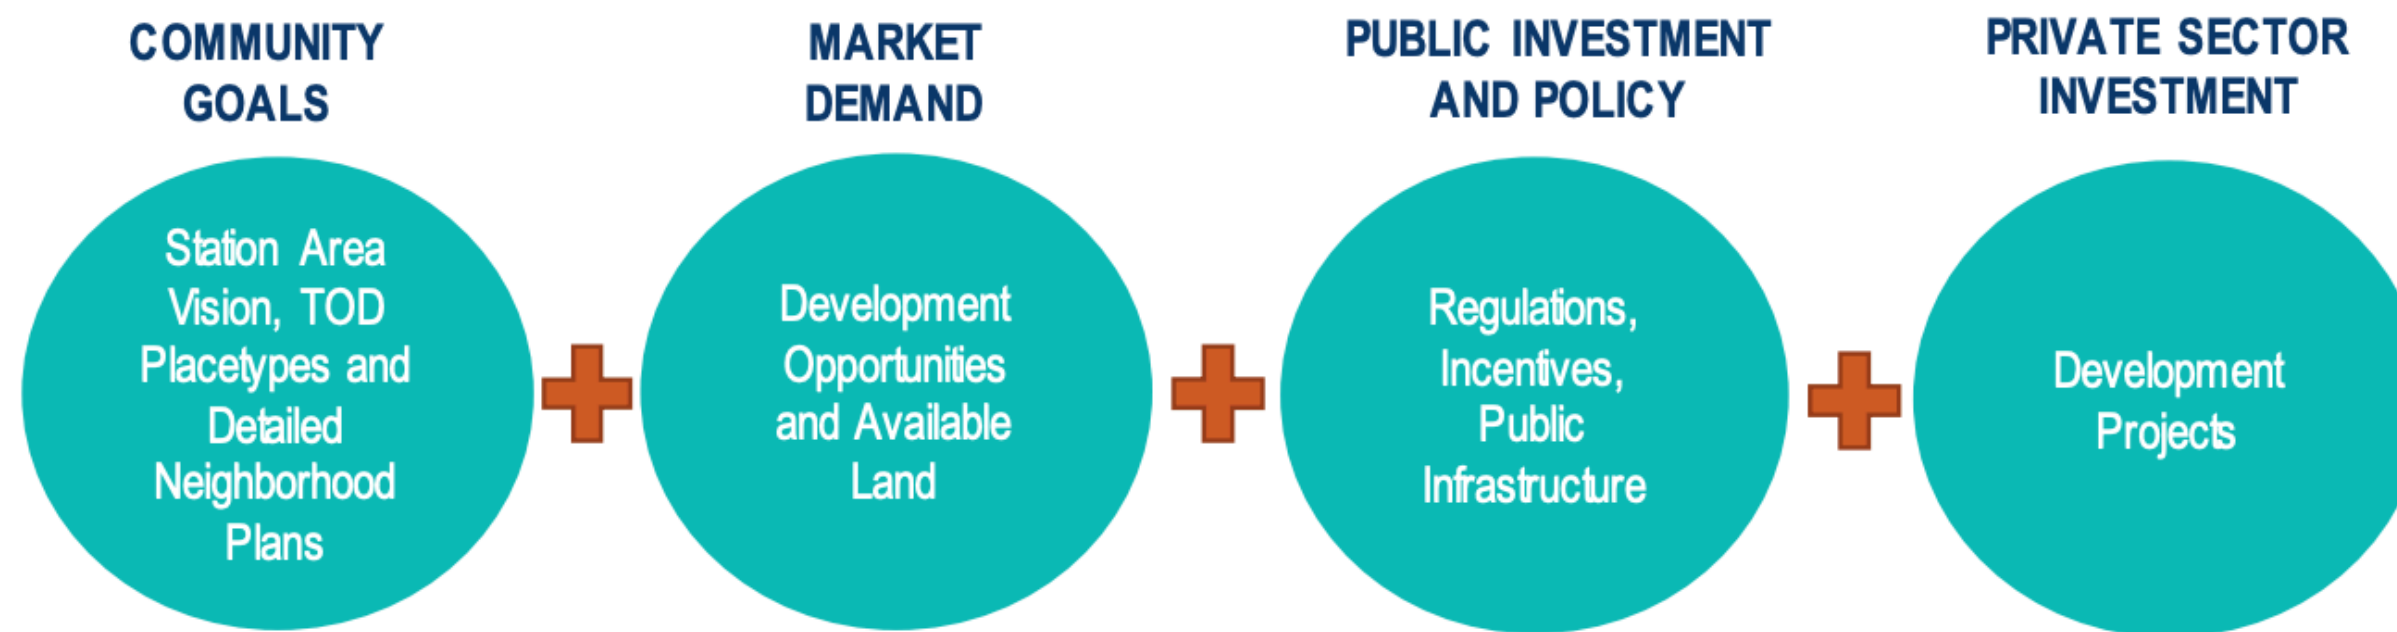 COMMUNITY
GOALS
Station Area
Vision, TOD
Placetypes and
Detailed
Neighborhood
Plans
MARKET
DEMAND
Development
Opportunities
and Available
Land
PUBLIC INVESTMENT
AND POLICY
Regulations,
Incentives,
Public
Infrastructure
PRIVATE SECTOR
INVESTMENT
Development
Projects